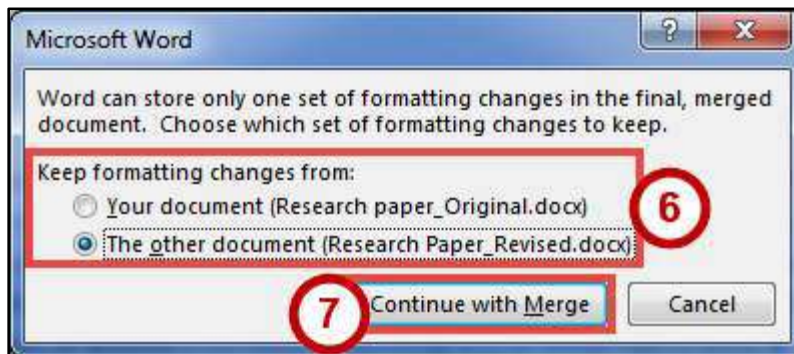 Microsoft Word
?
Word can store only one set of formatting changes in the final, merged
document. Choose which set of formatting changes to keep.
Keep formatting changes from:
Your document (Research paper_Original.docx)
The other document (Research Paper_Revised.docx)
6
7
Continue with Merge
Cancel